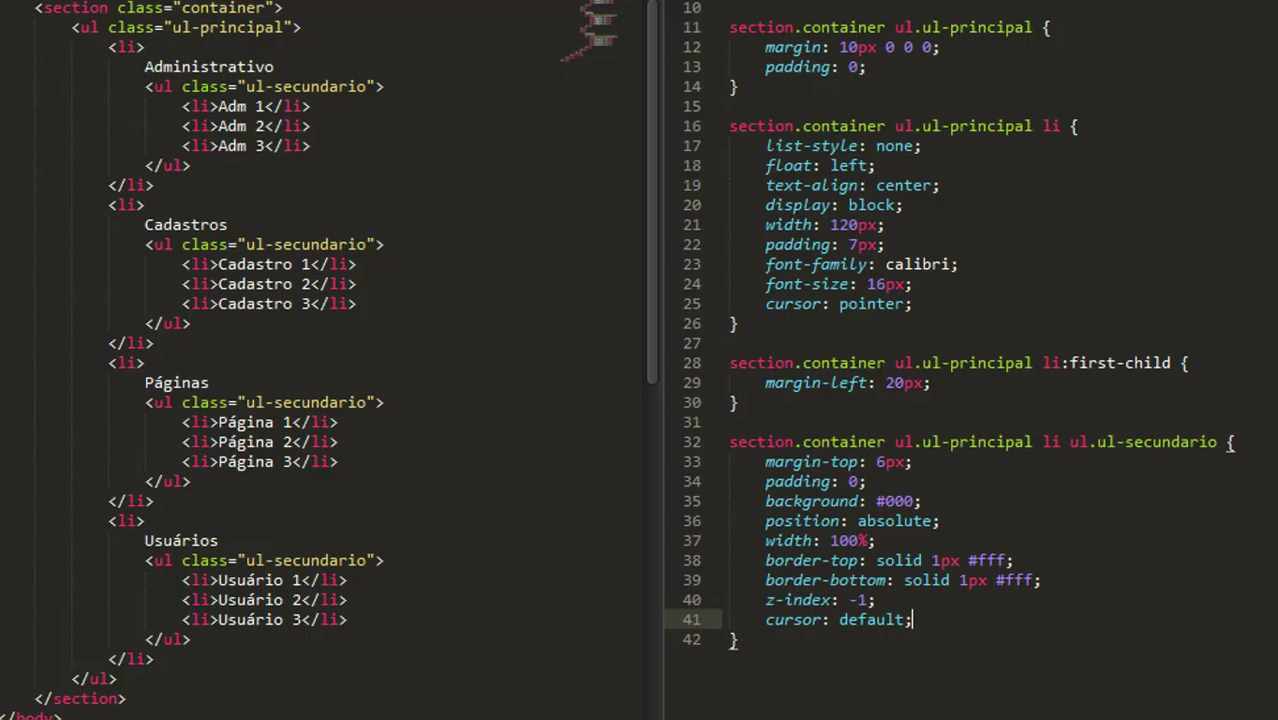 <section class="container">
<ul class="ul-principal">
<li>
Administrativo
<ul class="ul-secundario">
<li>Adm 1</li>
<li>Adm 2</li>
<li>Adm 3</li>
</ul>
</li>
<li>
Cadastros
<ul class="ul-secundario">
<li>Cadastro 1</li>
<li>Cadastro 2</li>
<li>Cadastro 3</li>
</ul>
</li>
<li>
Páginas
<ul class="ul-secundario">
<li>Página 1</li>
<li>Página 2</li>
<li>Página 3</li>
</ul>
</li>
<li>
Usuários
<ul class="ul-secundario">
<li>Usuário 1</li>
<li>Usuário 2</li>
<li>Usuário 3</li>
</ul>
</li>
</ul>
</section>
</body>
10
11 section.container ul.ul-principal {
12 margin: 10px 0 0 0;
13 padding: 0;
14 }
15
16 section.container ul.ul-principal li {
17 list-style: none;
18 float: left;
19 text-align: center;
20 display: block;
21 width: 120px;
22 padding: 7px;
23 font-family: calibri;
24 font-size: 16px;
25 cursor: pointer;
26 }
27
28 section.container ul.ul-principal li:first-child {
29 margin-left: 20px;
30 }
31
32 section.container ul.ul-principal li ul.ul-secundario {
33 margin-top: 6px;
34 padding: 0;
35 background: #000;
36 position: absolute;
37 width: 100%;
38 border-top: solid 1px #fff;
39 border-bottom: solid 1px #fff;
40 z-index: -1;
41 cursor: default;
42 }